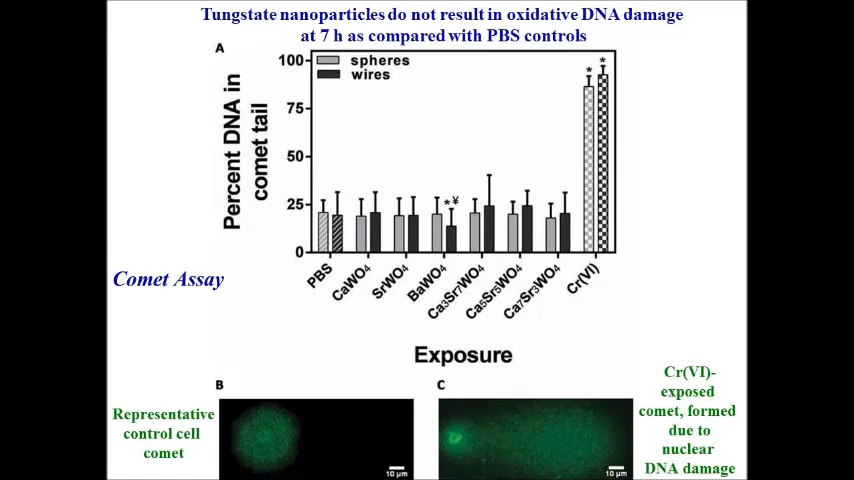 Tungstate nanoparticles do not result in oxidative DNA damage
at 7 h as compared with PBS controls
A
Percent DNA in
comet tail
100
75
50
25
0
spheres
wires
*
*
*¥
PBS
CaWO4
SrWO4
BaWO4
Ca3Sr7WO4
Ca5Sr5WO4
Ca7Sr3WO4
Cr(VI)
Exposure
Comet Assay
B
C
Representative
control cell
comet
10 µm
10 µm
Cr(VI)-
exposed
comet, formed
due to
nuclear
DNA damage